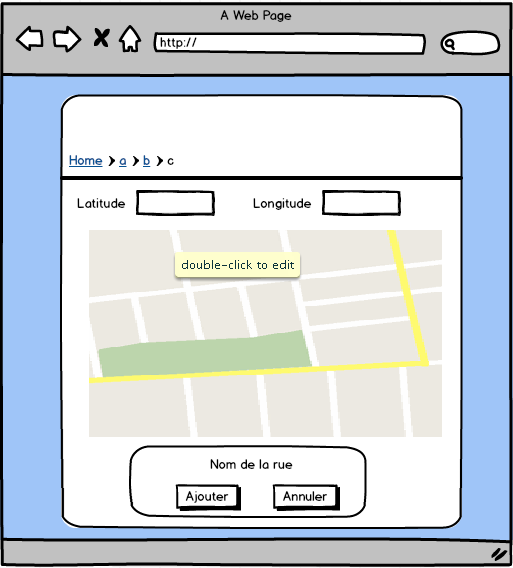 A Web Page
http://
Home a b c
Latitude Longitude
double-click to edit
Nom de la rue
Ajouter Annuler